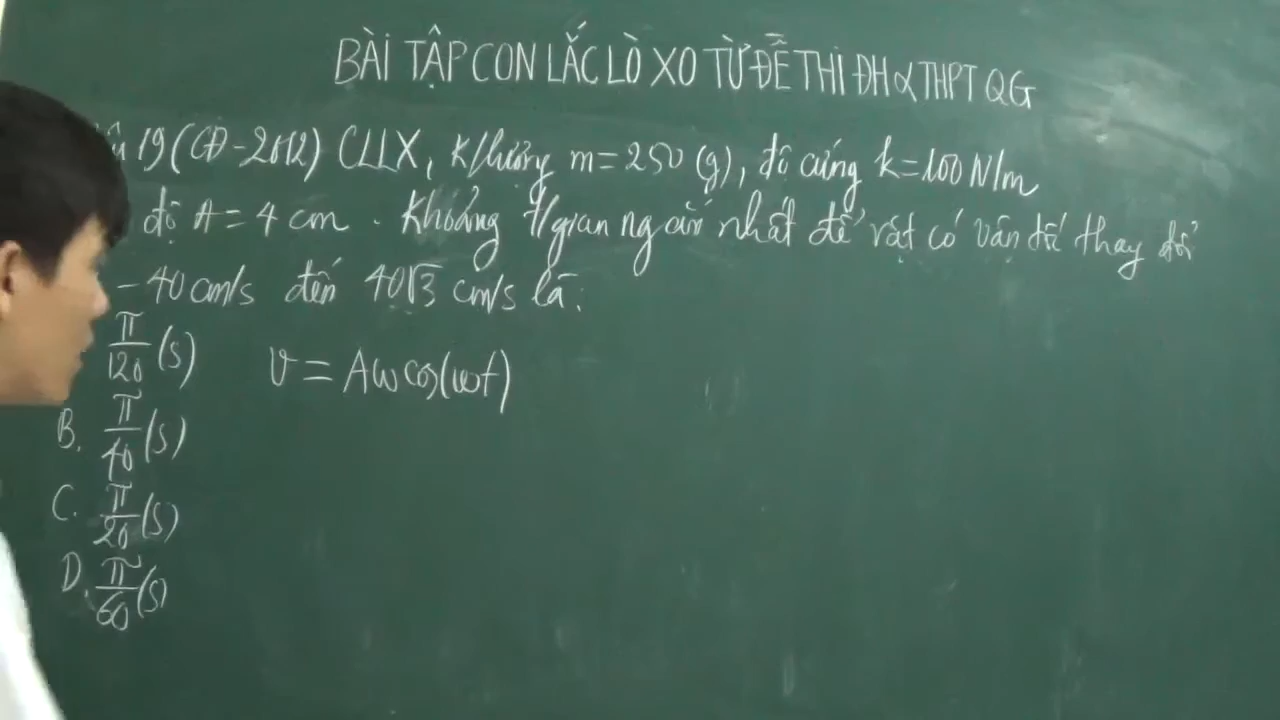 BÀI TẬP CON LẮC LÒ XO TỪ ĐỀ THI ĐH & THPT QG
19 (CĐ-2012) CLLX, K/lượng m = 250 (g), độ cứng k = 100 N/m
độ A = 4 cm . Khoảng t/gian ngắn nhất để vật có vận tốc thay đổi
- 40 cm/s đến 40√3 cm/s là:
π/120 (s)
v = Aω cos(ωt)
B. π/40 (s)
C. π/20 (s)
D. π/60 (s)